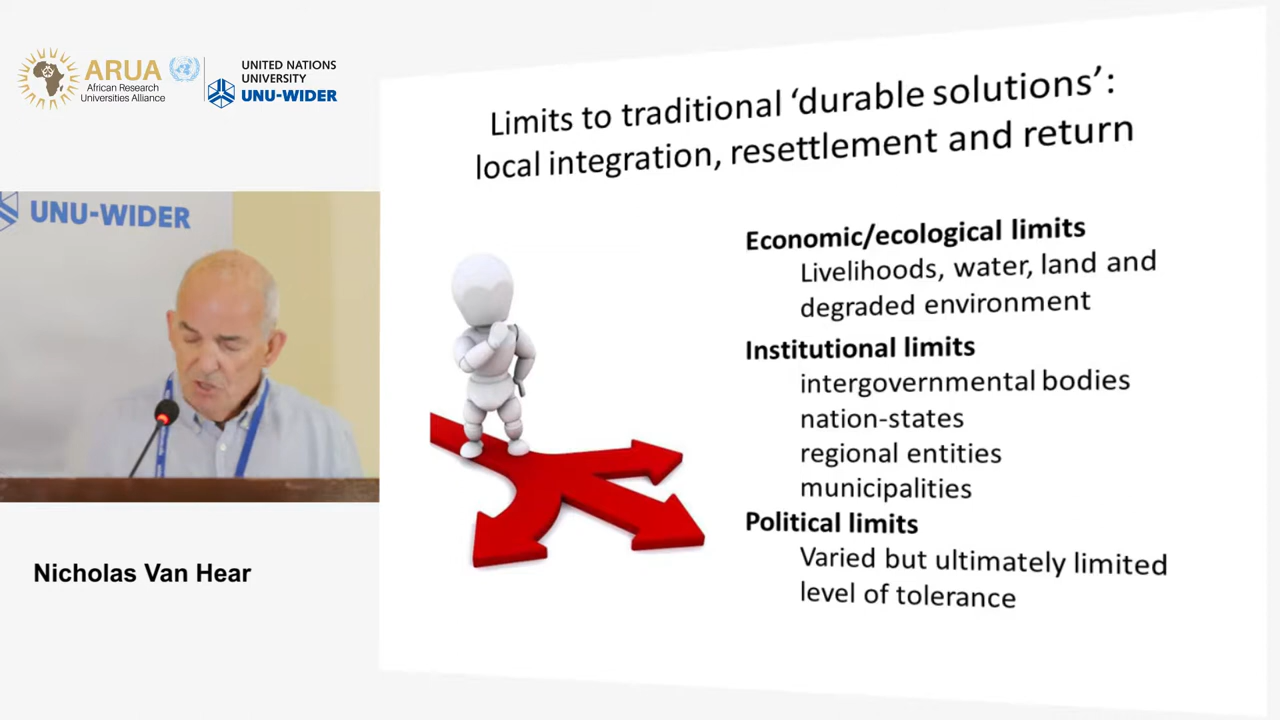 ARUA
African Research
Universities Alliance
UNITED NATIONS
UNIVERSITY
UNU-WIDER
UNU-WIDER
Nicholas Van Hear
Limits to traditional ‘durable solutions’:
local integration, resettlement and return
Economic/ecological limits
Livelihoods, water, land and
degraded environment
Institutional limits
intergovernmental bodies
nation-states
regional entities
municipalities
Political limits
Varied but ultimately limited
level of tolerance